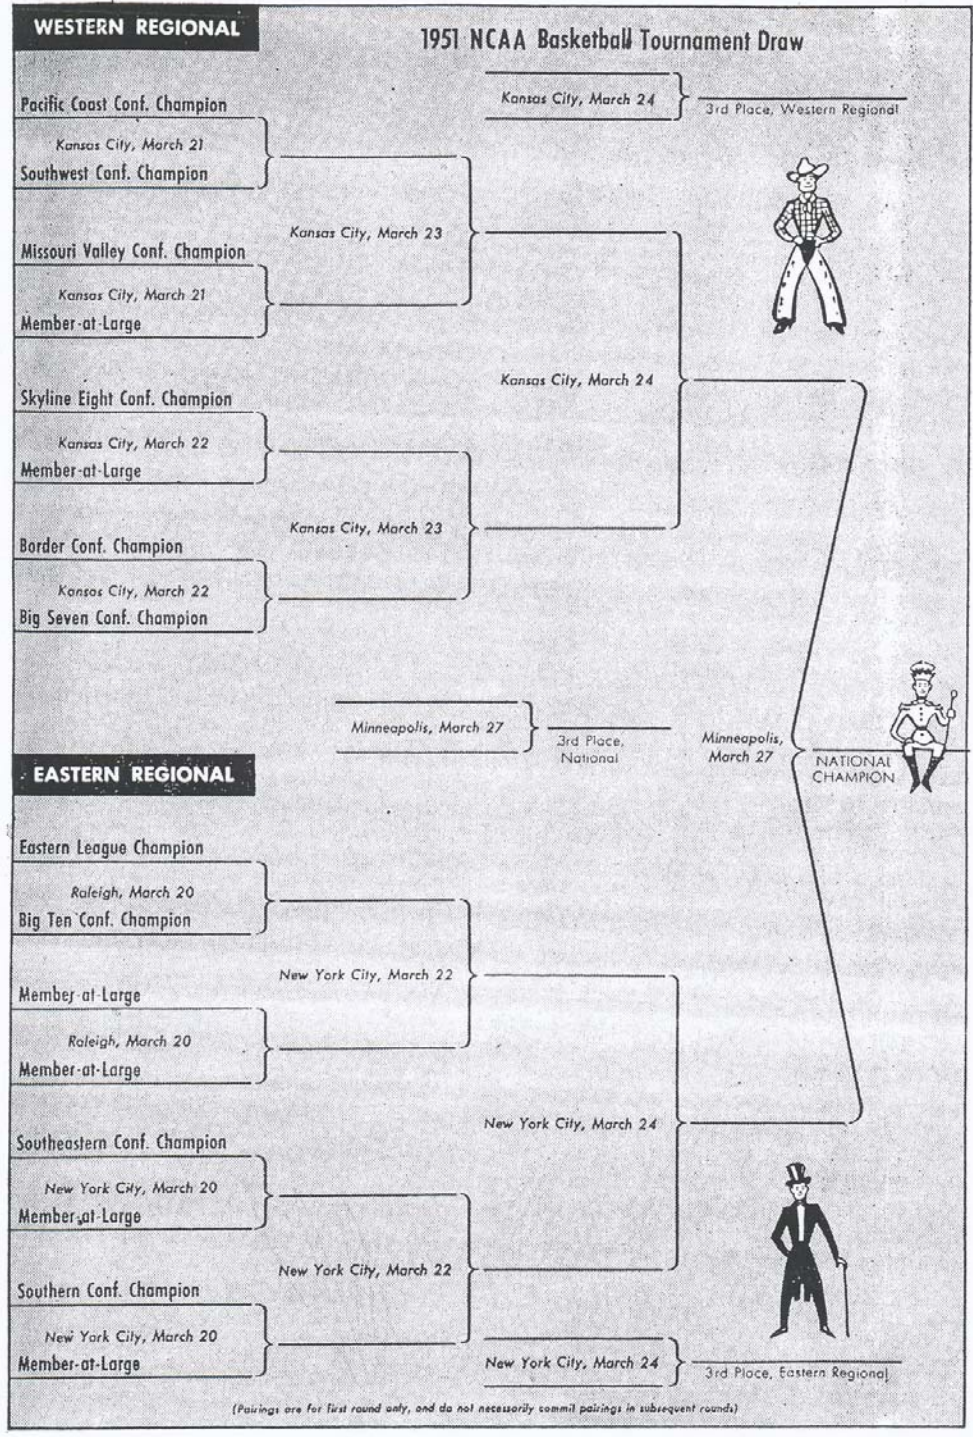 WESTERN REGIONAL
1951 NCAA Basketball Tournament Draw
Kansas City, March 24
3rd Place, Western Regional
Pacific Coast Conf. Champion
Kansas City, March 21
Southwest Conf. Champion
Kansas City, March 23
Missouri Valley Conf. Champion
Kansas City, March 21
Member-at-Large
Kansas City, March 24
Skyline Eight Conf. Champion
Kansas City, March 22
Member-at-Large
Kansas City, March 23
Border Conf. Champion
Kansas City, March 22
Big Seven Conf. Champion
Minneapolis, March 27
3rd Place,
National
Minneapolis,
March 27
NATIONAL
CHAMPION
EASTERN REGIONAL
Eastern League Champion
Raleigh, March 20
Big Ten Conf. Champion
New York City, March 22
Member-at-Large
Raleigh, March 20
Member-at-Large
New York City, March 24
Southeastern Conf. Champion
New York City, March 20
Member-at-Large
New York City, March 22
Southern Conf. Champion
New York City, March 20
Member-at-Large
New York City, March 24
3rd Place, Eastern Regional
(Pairings are for first round only, and do not necessarily commit pairings in subsequent rounds)